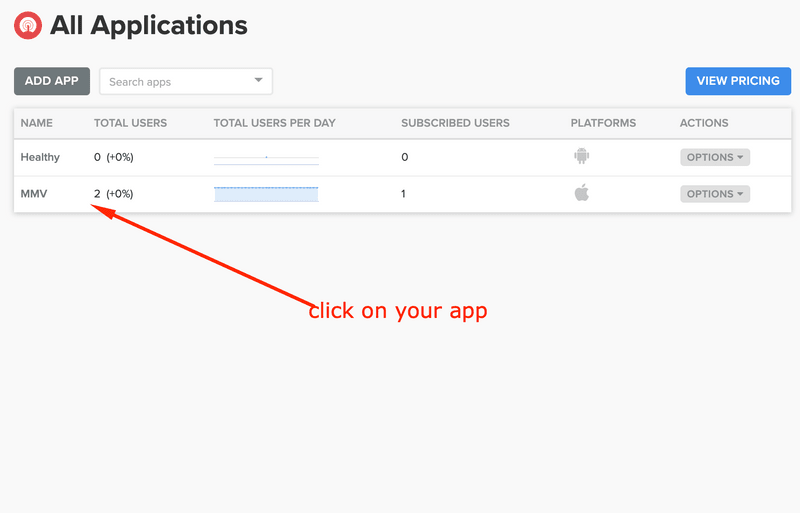 All Applications
ADD APP Search apps VIEW PRICING
NAME TOTAL USERS TOTAL USERS PER DAY SUBSCRIBED USERS PLATFORMS ACTIONS
Healthy 0 (+0%) 0 OPTIONS
MMV 2 (+0%) 1 OPTIONS
click on your app